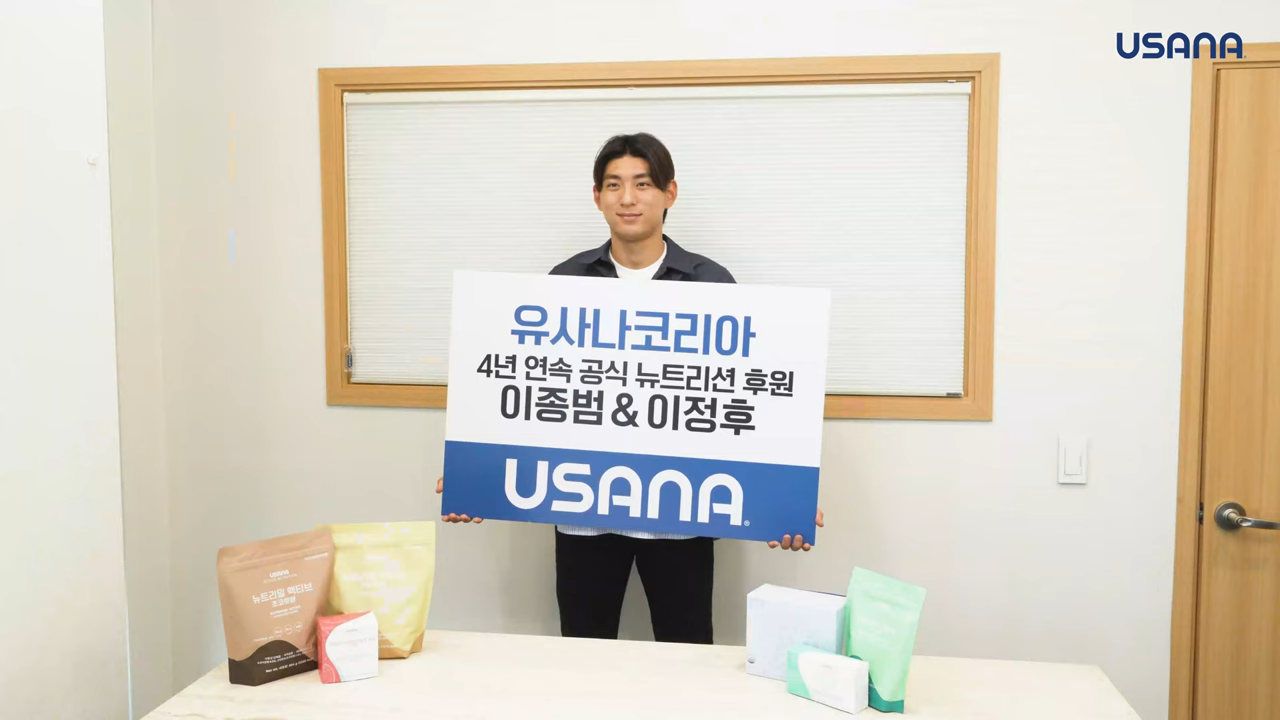 USANA
유사나코리아
4년 연속 공식 뉴트리션 후원
이종범 & 이정후
USANA
USANA
뉴트리밀 액티브